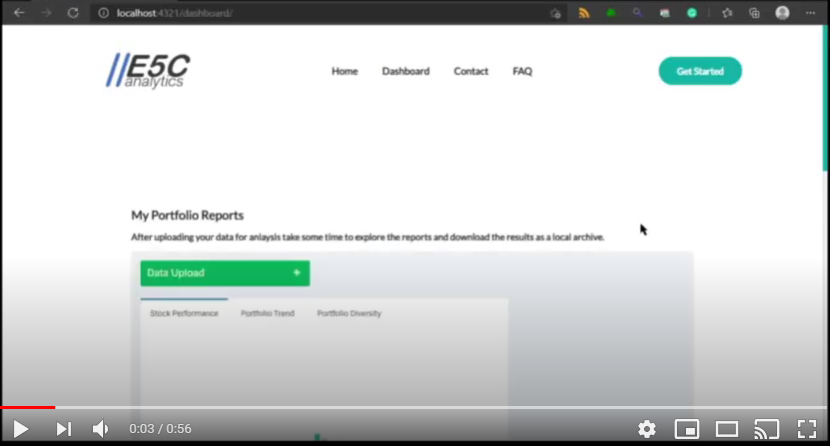 localhost:4321/dashboard/
//E5C
analytics
Home Dashboard Contact FAQ
Get Started
My Portfolio Reports
After uploading your data for anlaysis take some time to explore the reports and download the results as a local archive.
Data Upload +
Stock Performance Portfolio Trend Portfolio Diversity
0:03 / 0:56